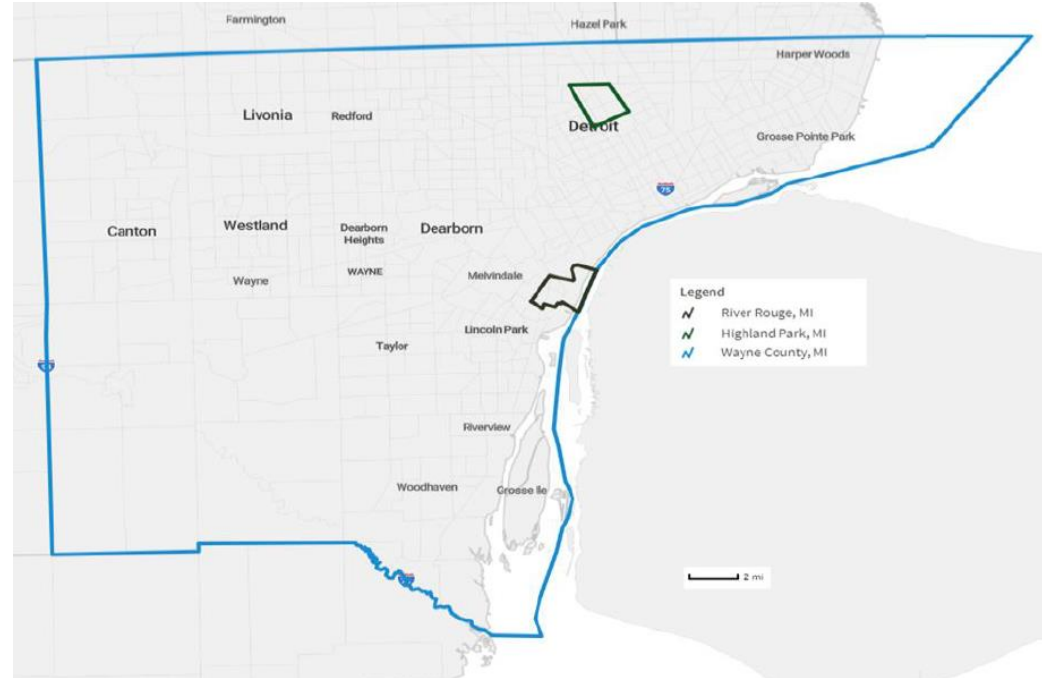 Farmington
Hazel Park
Harper Woods
Livonia
Redford
Detroit
Grosse Pointe Park
75
Canton
Westland
Dearborn
Heights
Dearborn
Wayne
WAYNE
Melvindale
Legend
River Rouge, MI
Highland Park, MI
Wayne County, MI
Lincoln Park
Taylor
Riverview
Woodhaven
Grosse Ile
2 mi